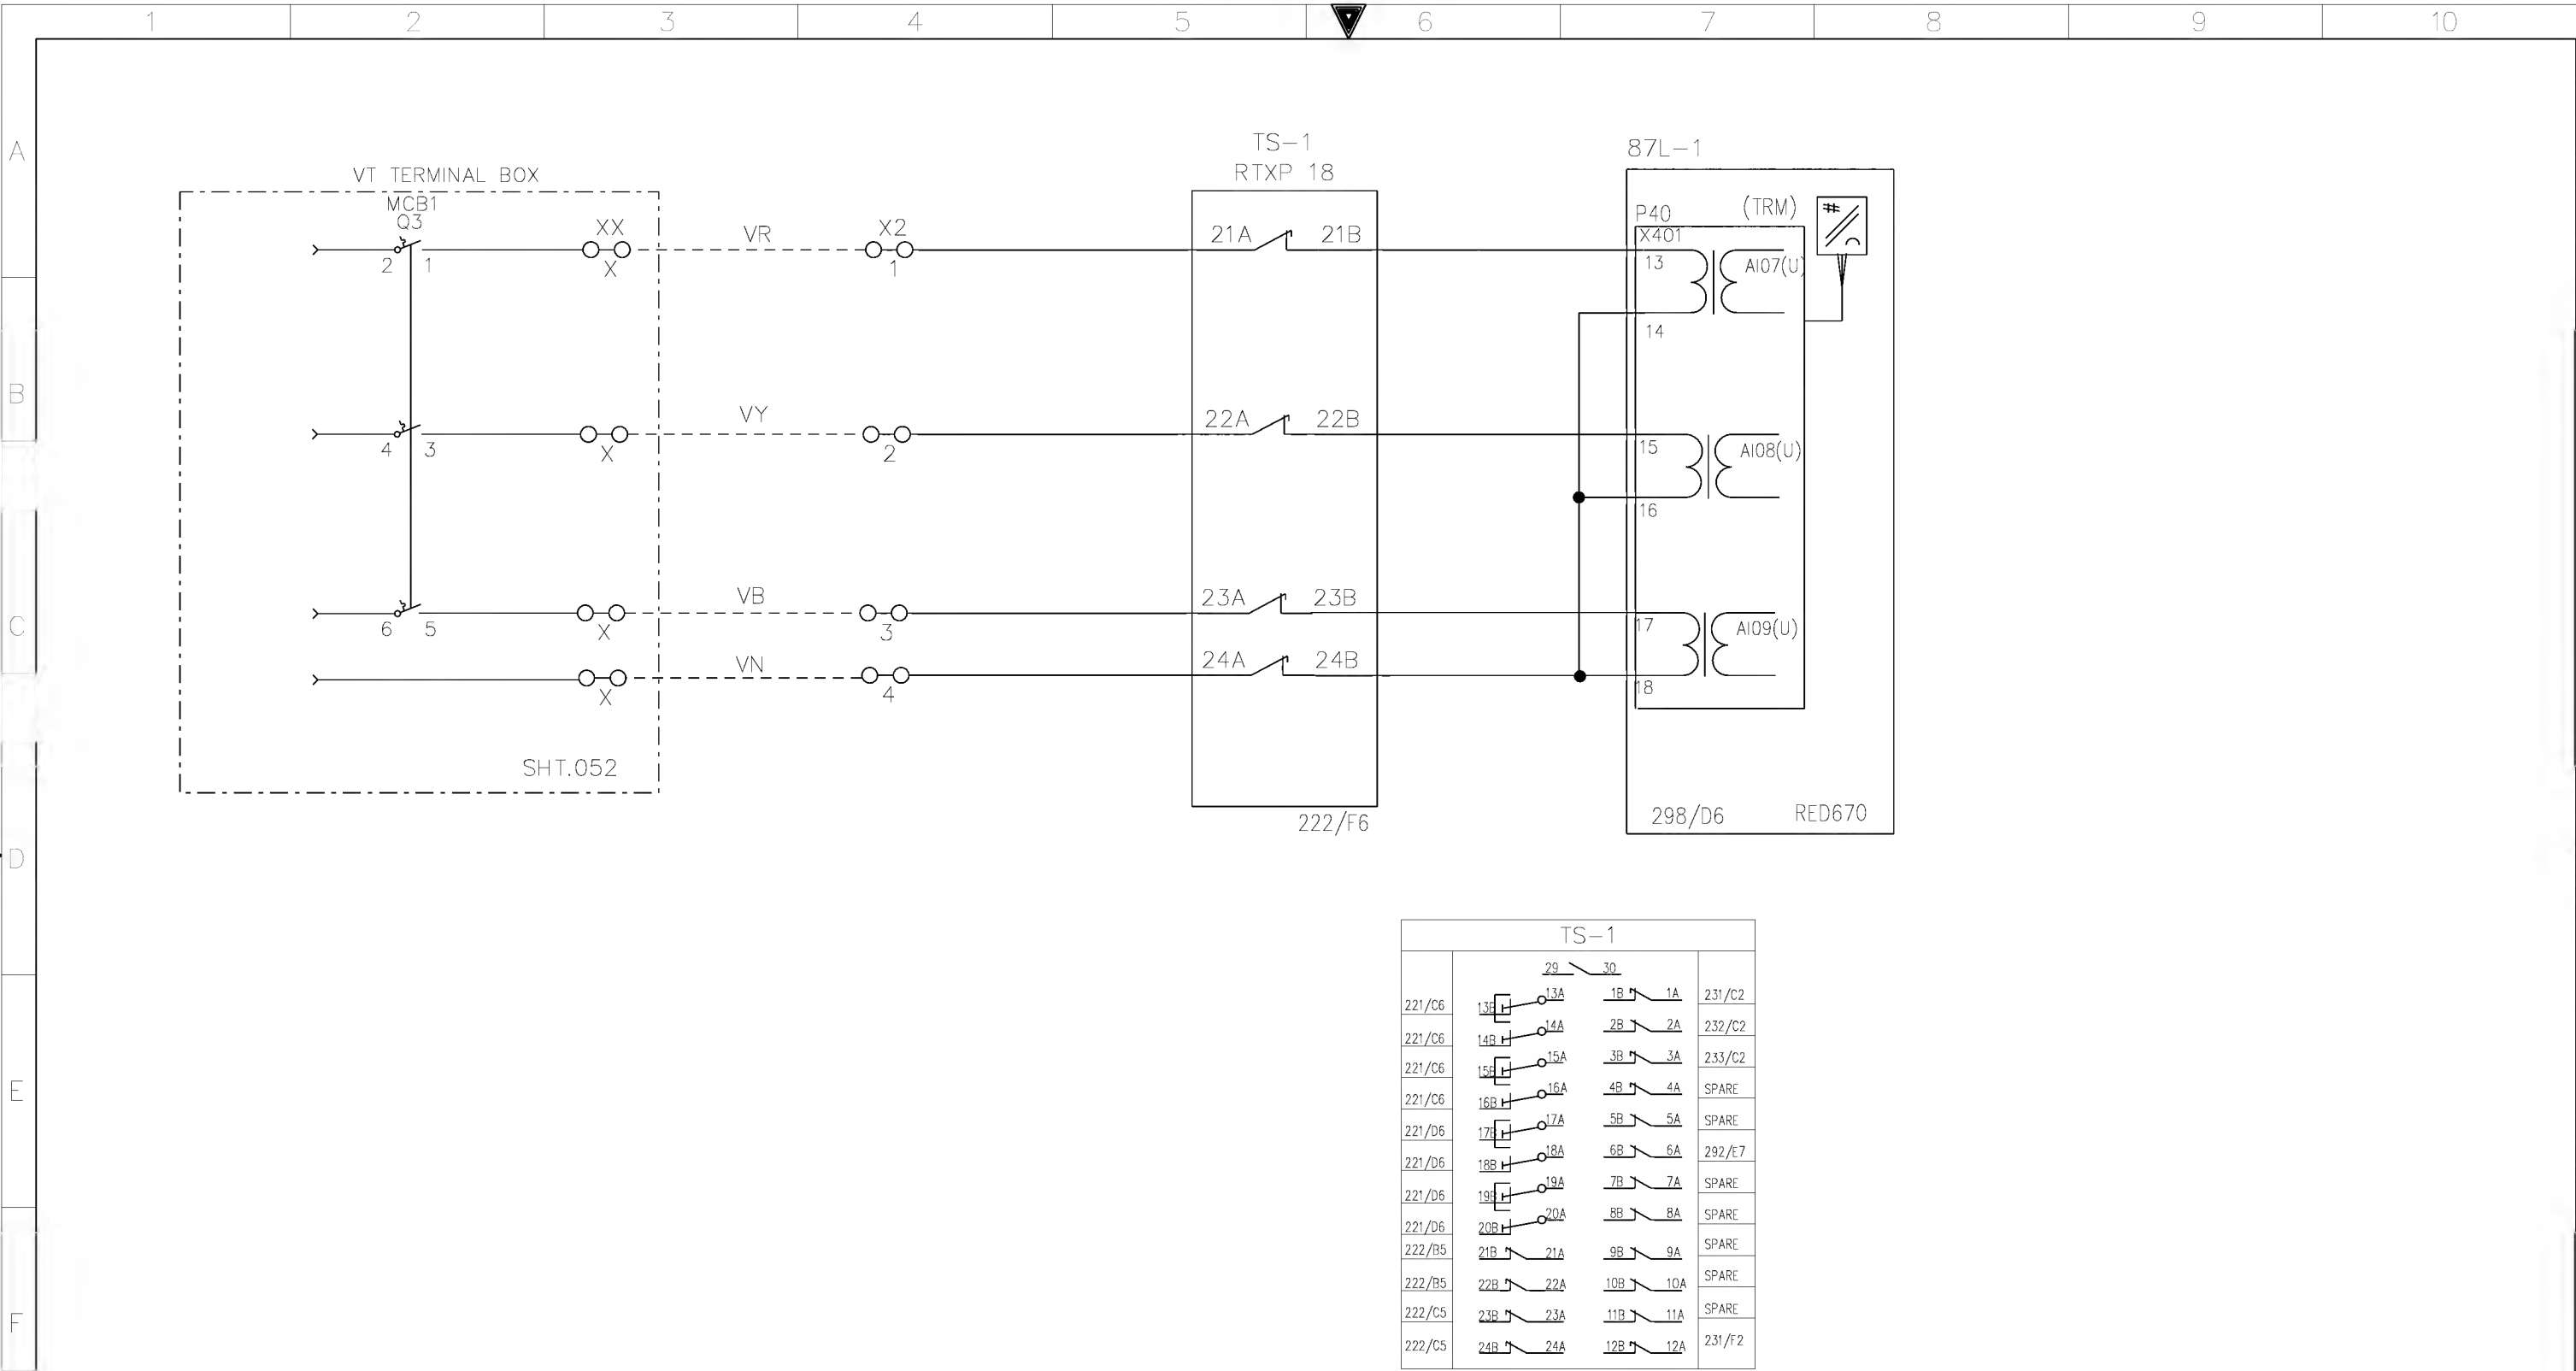 1 2 3 4 5 6 7 8 9 10
A
B
C
D
E
F
VT TERMINAL BOX
MCB1
Q3
XX
X2
TS-1
RTXP 18
87L-1
P40
(TRM)
X401
#
2 1 X VR 1 21A 21B 13 AI07(U)
14
4 3 X VY 2 22A 22B 15 AI08(U)
16
6 5 X VB 3 23A 23B 17 AI09(U)
X VN 4 24A 24B 18
SHT.052
222/F6
298/D6 RED670
TS-1
29 30
221/C6 13B 13A 1B 1A 231/C2
221/C6 14B 14A 2B 2A 232/C2
221/C6 15B 15A 3B 3A 233/C2
221/C6 16B 16A 4B 4A SPARE
221/D6 17B 17A 5B 5A SPARE
221/D6 18B 18A 6B 6A 292/E7
221/D6 19B 19A 7B 7A SPARE
221/D6 20B 20A 8B 8A SPARE
222/B5 21B 21A 9B 9A SPARE
222/B5 22B 22A 10B 10A SPARE
222/C5 23B 23A 11B 11A SPARE
222/C5 24B 24A 12B 12A 231/F2